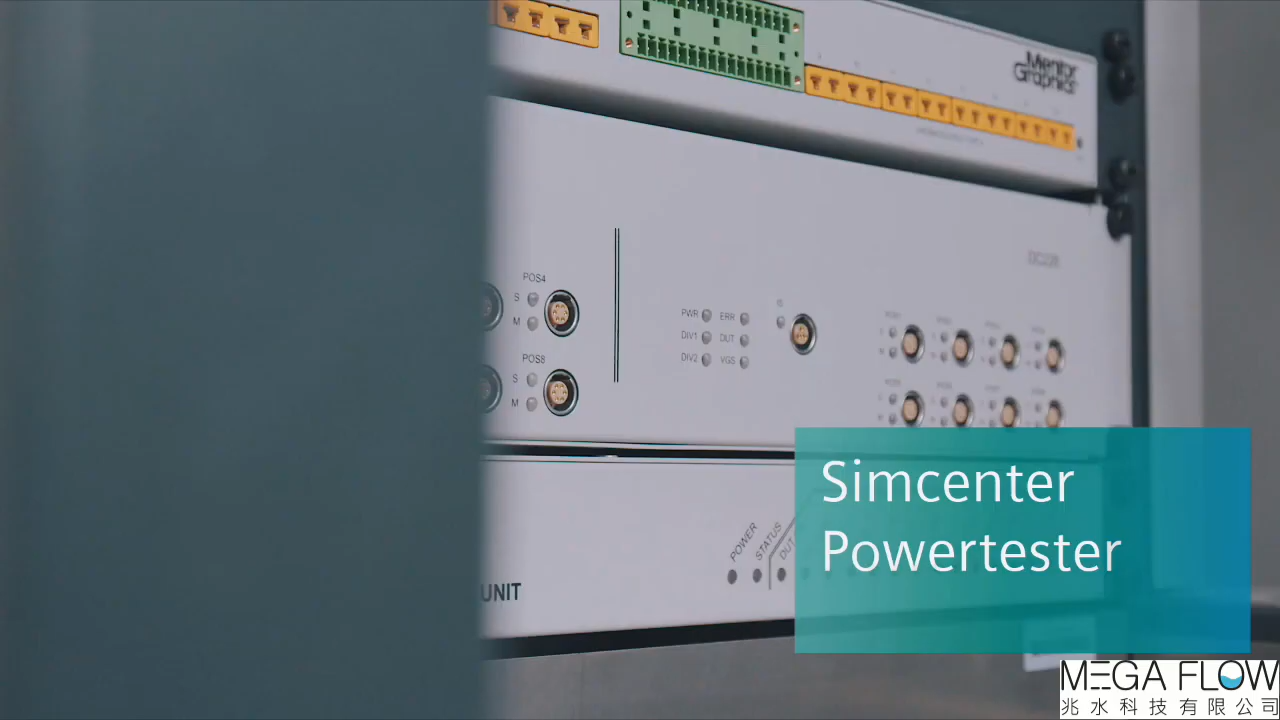 Mentor
Graphics
POS4
S
M
POS8
S
M
PWR
ERR
DIV1
DUT
DIV2
VGS
POWER
STATUS
DUT
UNIT
Simcenter
Powertester
MEGA FLOW
兆水科技有限公司